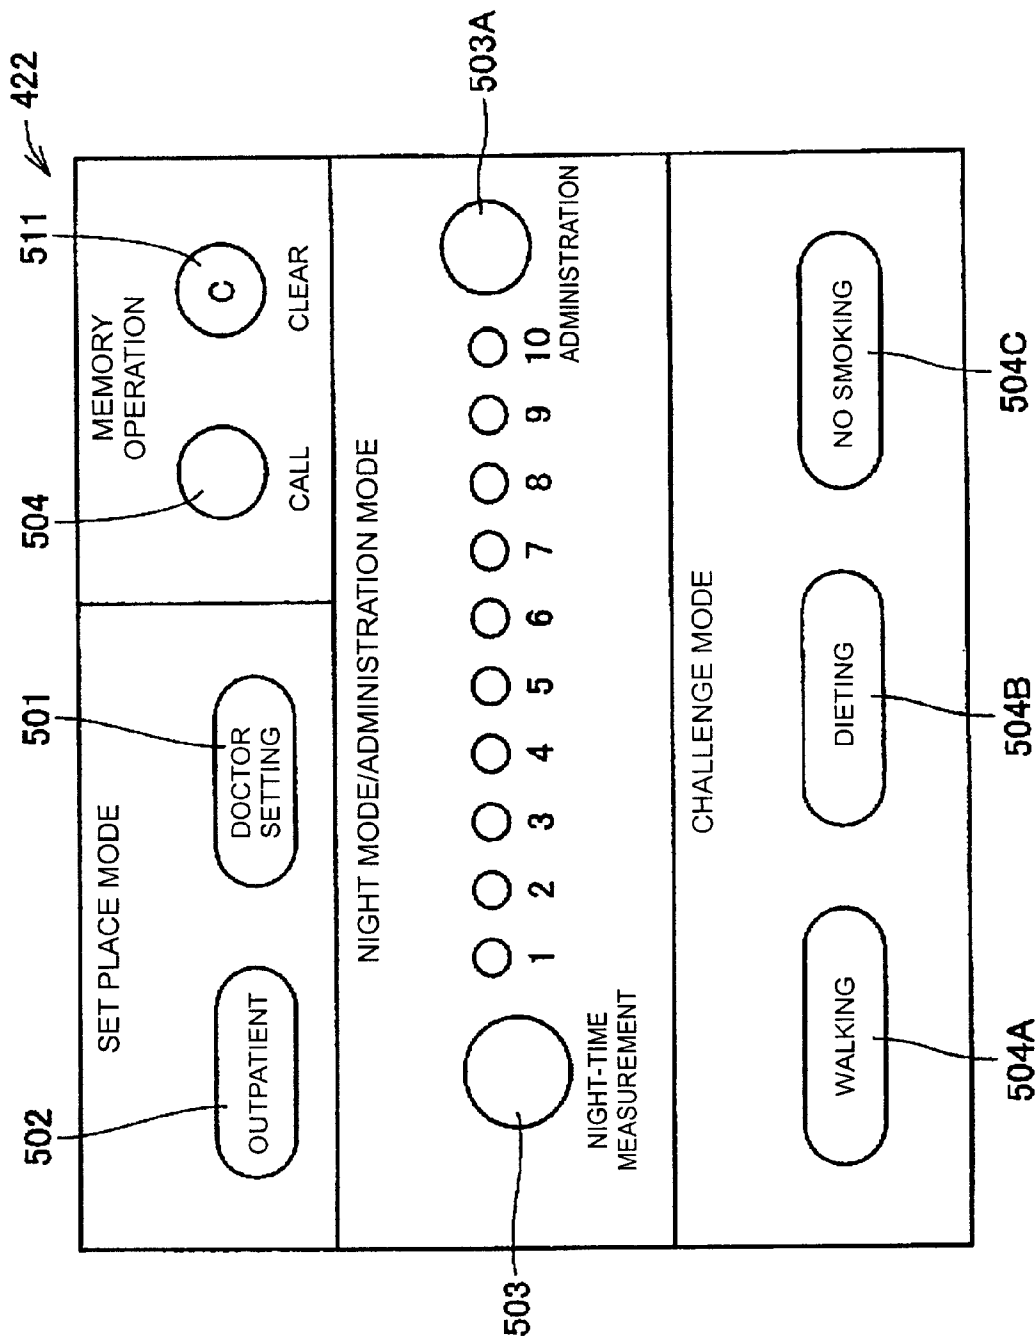 422
502
501
504
511
SET PLACE MODE
OUTPATIENT
DOCTOR
SETTING
MEMORY
OPERATION
C
CALL
CLEAR
NIGHT MODE/ADMINISTRATION MODE
503
503A
1 2 3 4 5 6 7 8 9 10
NIGHT-TIME
MEASUREMENT
ADMINISTRATION
CHALLENGE MODE
WALKING
DIETING
NO SMOKING
504A
504B
504C